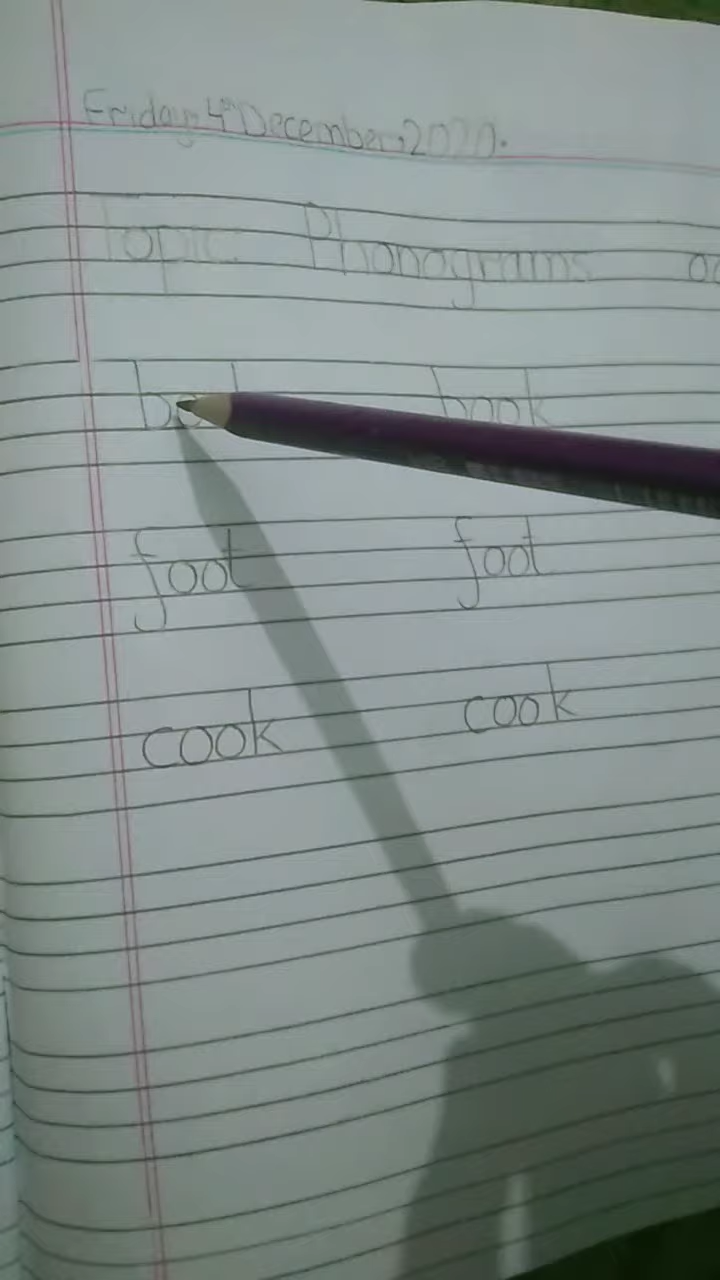 Friday, 4th December, 2020.
Topic: Phonograms
book
foot foot
cook cook